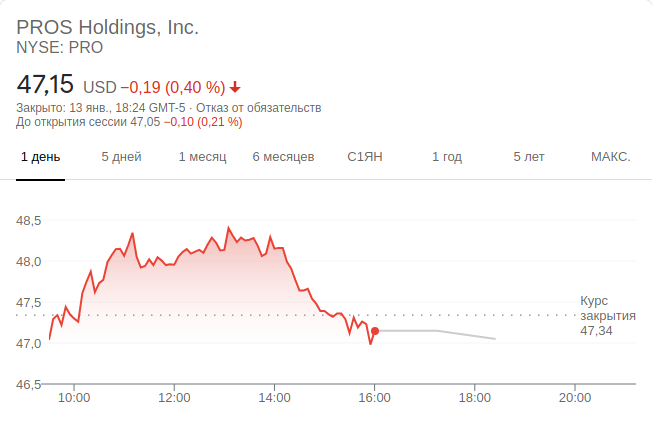 PROS Holdings, Inc.
NYSE: PRO
47,15 USD −0,19 (0,40 %)
Закрыто: 13 янв., 18:24 GMT-5 · Отказ от обязательств
До открытия сессии 47,05 −0,10 (0,21 %)
1 день 5 дней 1 месяц 6 месяцев С1ЯН 1 год 5 лет МАКС.
48,5
48,0
47,5
47,0
46,5
Курс
закрытия
47,34
10:00 12:00 14:00 16:00 18:00 20:00